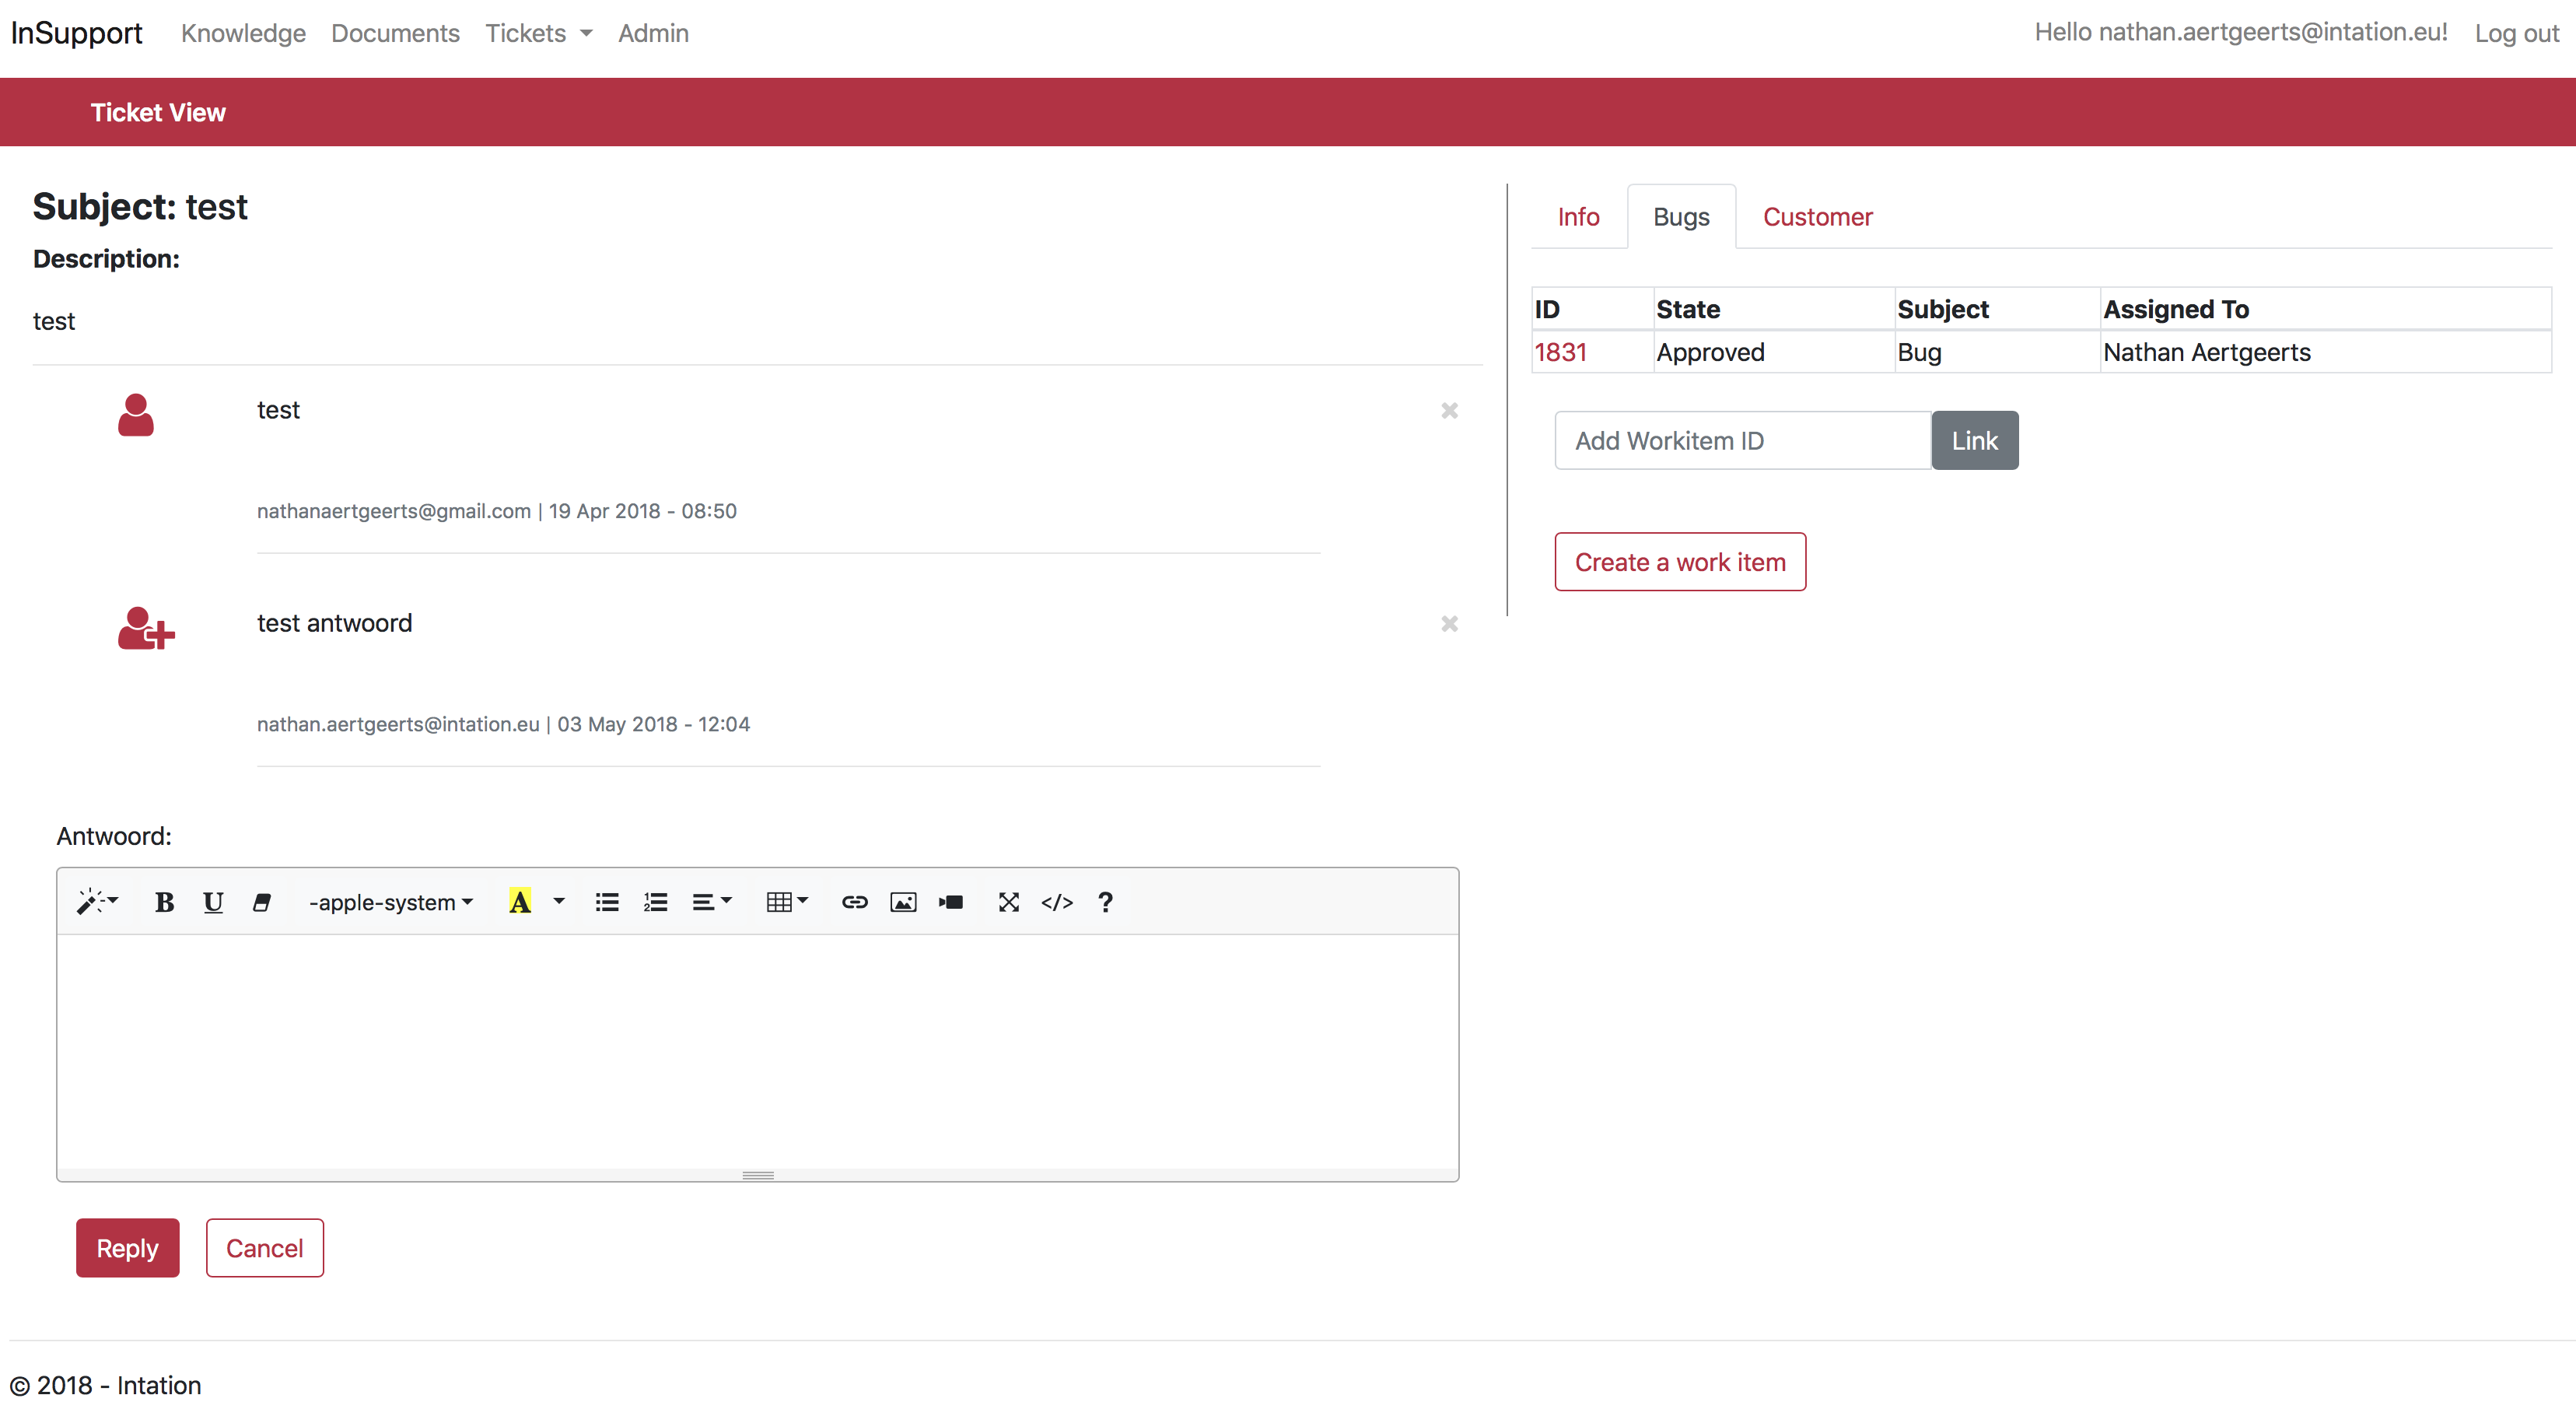 InSupport Knowledge Documents Tickets Admin Hello nathan.aertgeerts@intation.eu! Log out
Ticket View
Subject: test
Description:
test
test
nathanaertgeerts@gmail.com | 19 Apr 2018 - 08:50
test antwoord
nathan.aertgeerts@intation.eu | 03 May 2018 - 12:04
Antwoord:
B U -apple-system A </> ?
Reply Cancel
Info Bugs Customer
ID State Subject Assigned To
1831 Approved Bug Nathan Aertgeerts
Add Workitem ID Link
Create a work item
© 2018 - Intation